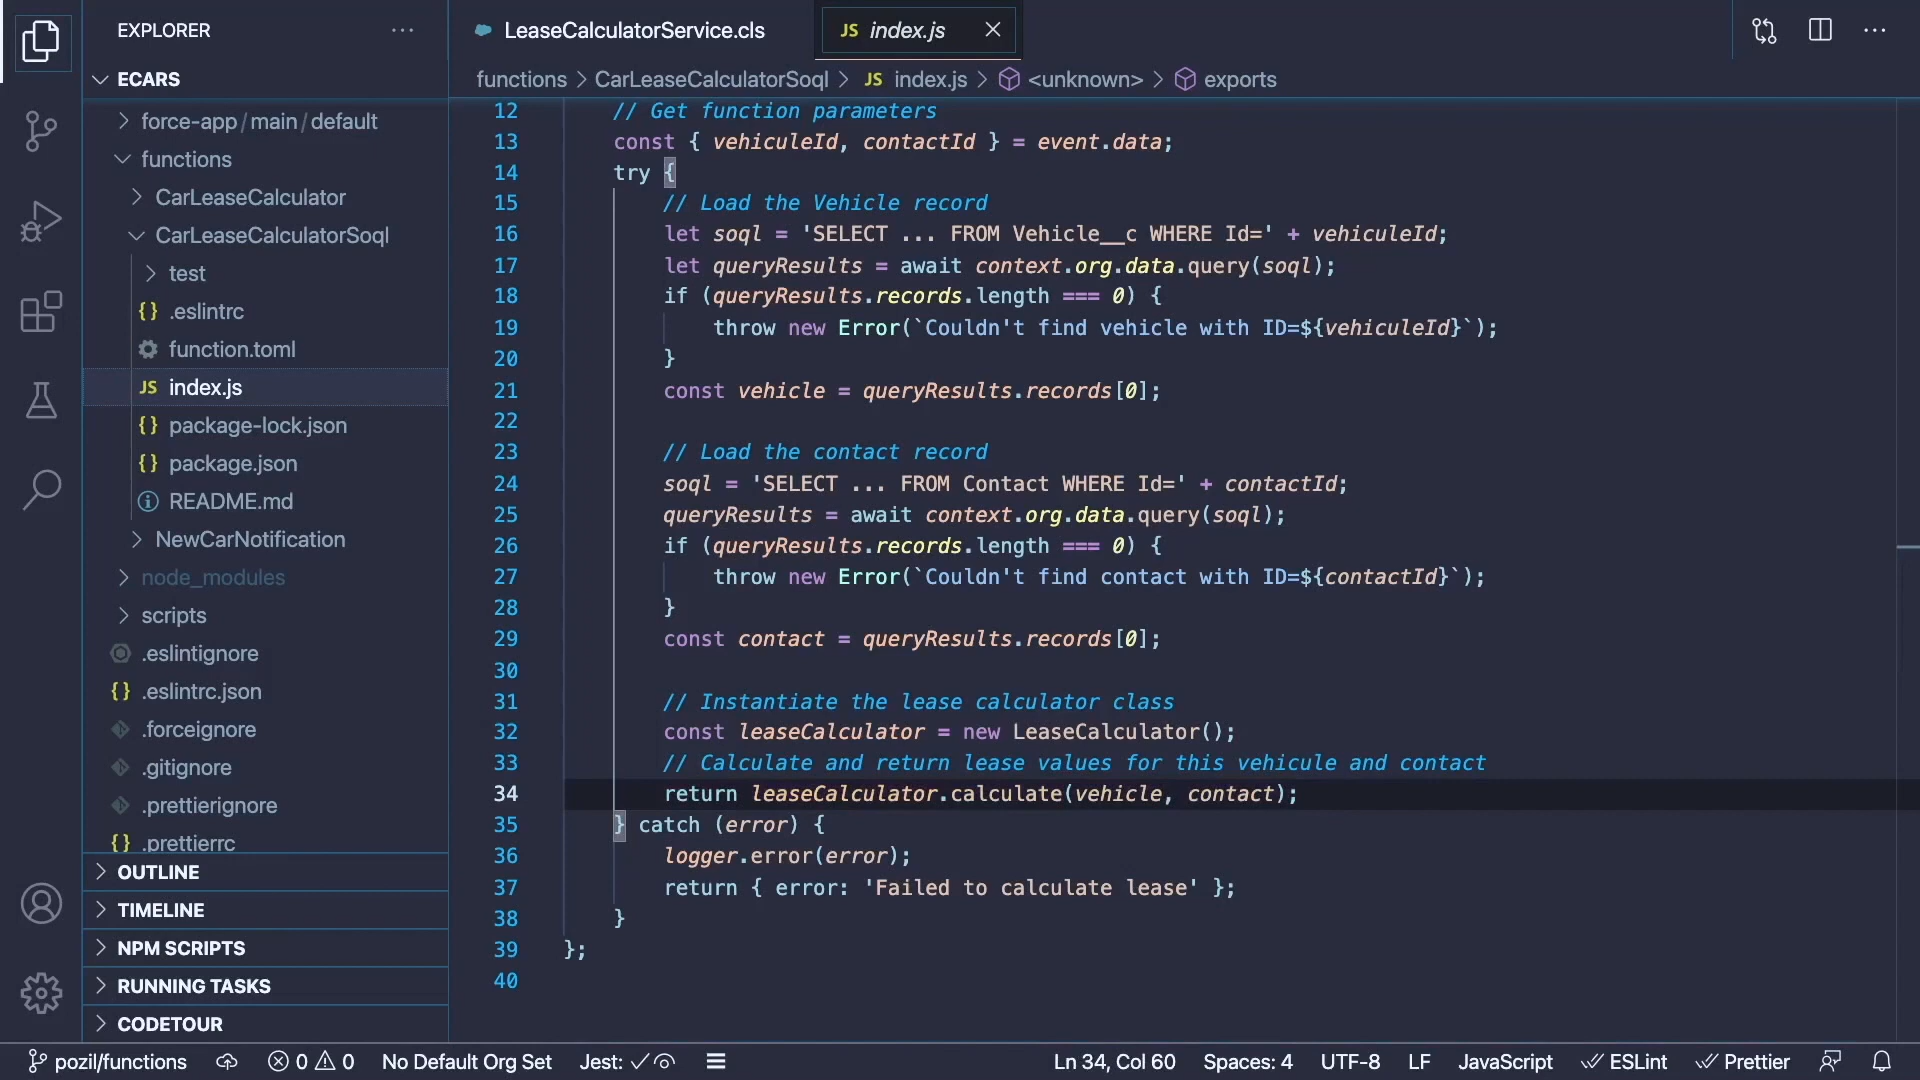 EXPLORER
ECARS
force-app/main/default
functions
CarLeaseCalculator
CarLeaseCalculatorSoql
test
{} .eslintrc
function.toml
JS index.js
{} package-lock.json
{} package.json
README.md
NewCarNotification
node_modules
scripts
.eslintignore
{} .eslintrc.json
.forceignore
.gitignore
.prettierignore
{} .prettierrc
OUTLINE
TIMELINE
NPM SCRIPTS
RUNNING TASKS
CODETOUR
LeaseCalculatorService.cls
JS index.js
functions > CarLeaseCalculatorSoql > JS index.js > <unknown> > exports
12 // Get function parameters
13 const { vehiculeId, contactId } = event.data;
14 try {
15 // Load the Vehicle record
16 let soql = 'SELECT ... FROM Vehicle__c WHERE Id=' + vehiculeId;
17 let queryResults = await context.org.data.query(soql);
18 if (queryResults.records.length === 0) {
19 throw new Error(`Couldn't find vehicle with ID=${vehiculeId}`);
20 }
21 const vehicle = queryResults.records[0];
22
23 // Load the contact record
24 soql = 'SELECT ... FROM Contact WHERE Id=' + contactId;
25 queryResults = await context.org.data.query(soql);
26 if (queryResults.records.length === 0) {
27 throw new Error(`Couldn't find contact with ID=${contactId}`);
28 }
29 const contact = queryResults.records[0];
30
31 // Instantiate the lease calculator class
32 const leaseCalculator = new LeaseCalculator();
33 // Calculate and return lease values for this vehicule and contact
34 return leaseCalculator.calculate(vehicle, contact);
35 } catch (error) {
36 logger.error(error);
37 return { error: 'Failed to calculate lease' };
38 }
39 };
40
pozil/functions 0 0 No Default Org Set Jest: Ln 34, Col 60 Spaces: 4 UTF-8 LF JavaScript ESLint Prettier